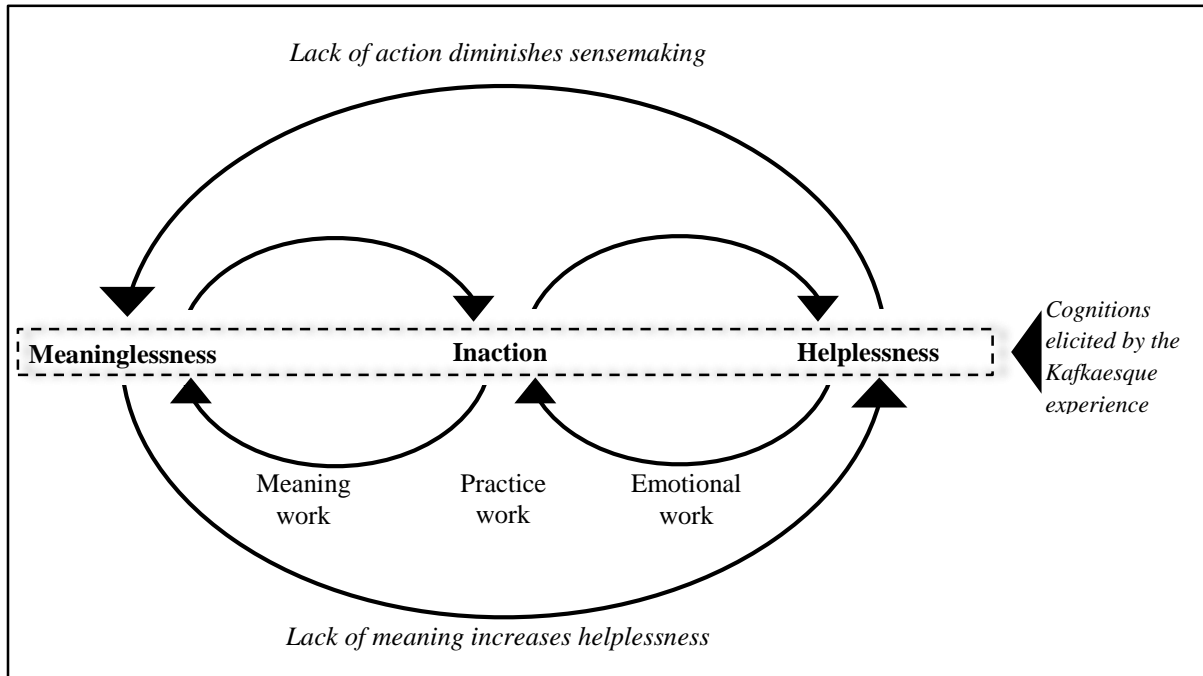 Lack of action diminishes sensemaking
Meaninglessness
Inaction
Helplessness
Cognitions
elicited by the
Kafkaesque
experience
Meaning
work
Practice
work
Emotional
work
Lack of meaning increases helplessness